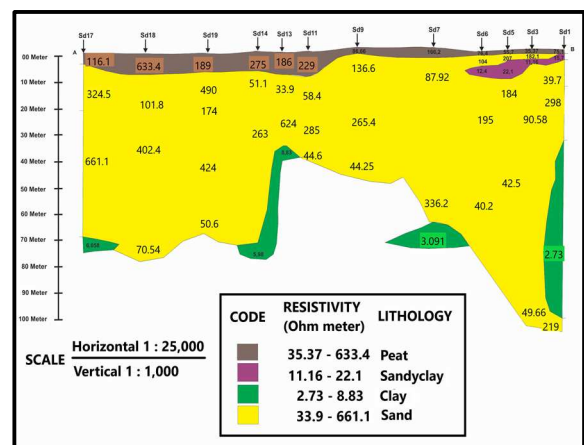 Sd17 Sd18 Sd19 Sd14 Sd13 Sd11 Sd9 Sd7 Sd6 Sd5 Sd3 Sd1
A B
00 Meter
10 Meter
20 Meter
30 Meter
40 Meter
50 Meter
60 Meter
70 Meter
80 Meter
90 Meter
100 Meter
116.1 633.4 189 275 186 229
136.6 104 207
87.92 12.4 22.1
324.5 101.8 490 51.1 33.9 58.4 39.7
174 184 298
624 265.4 195 90.58
263 285
661.1 402.4 424 44.6 44.25
42.5
336.2 40.2
50.6
70.54 3.091 2.73
49.66
219
CODE RESISTIVITY LITHOLOGY
(Ohm meter)
35.37 - 633.4 Peat
11.16 - 22.1 Sandyclay
2.73 - 8.83 Clay
33.9 - 661.1 Sand
SCALE Horizontal 1 : 25,000
Vertical 1 : 1,000